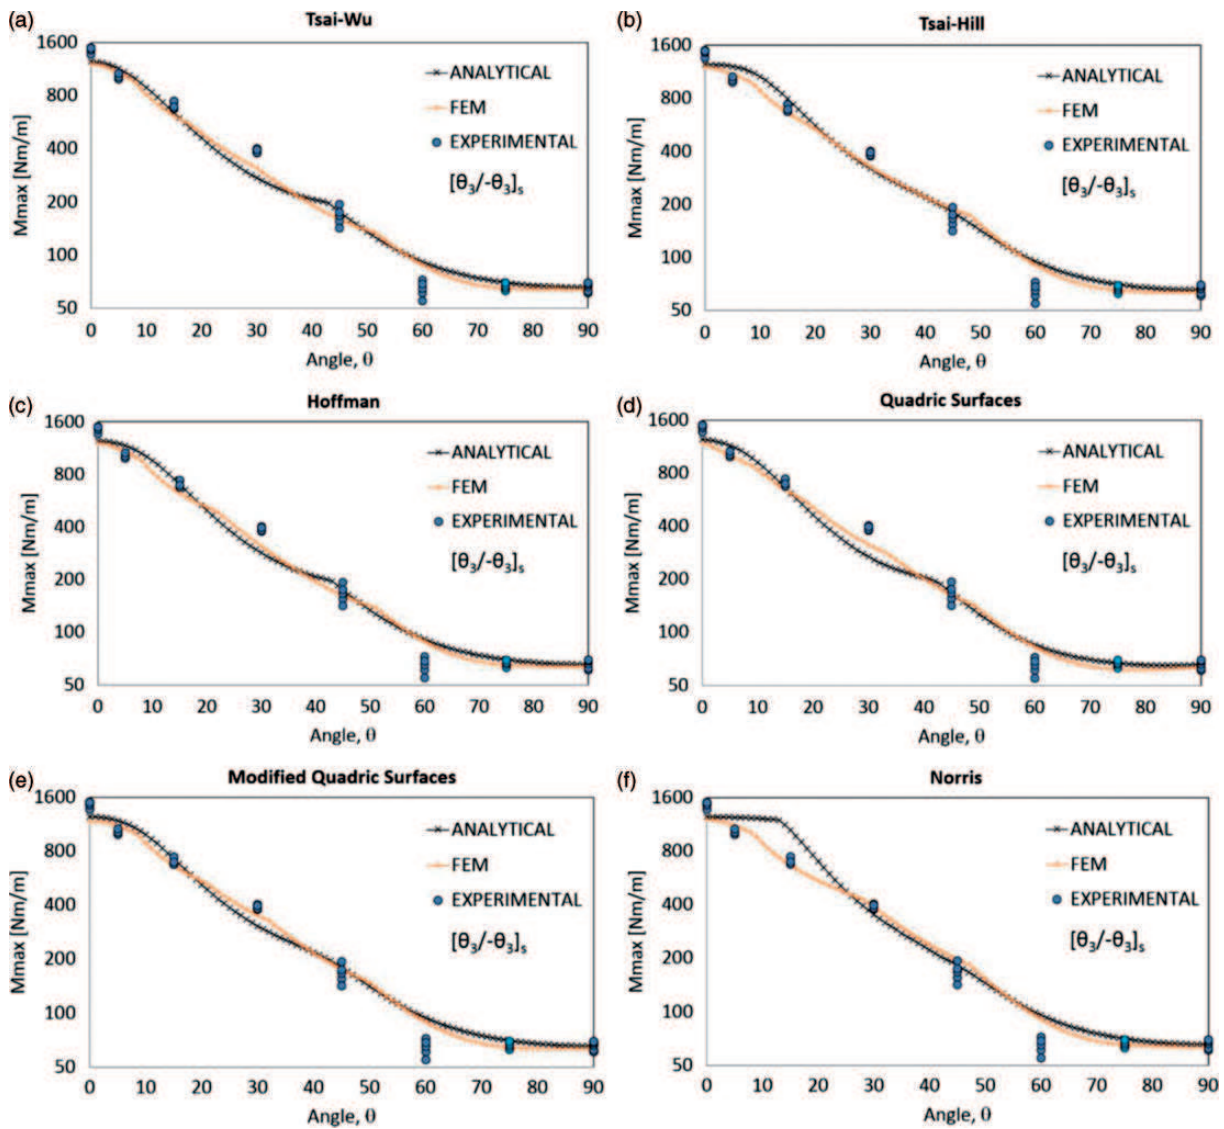 (a)
Tsai-Wu
1600
800
400
200
100
50
Mmax [Nm/m]
ANALYTICAL
FEM
EXPERIMENTAL
[θ₃/-θ₃]ₛ
0 10 20 30 40 50 60 70 80 90
Angle, θ
(b)
Tsai-Hill
1600
800
400
200
100
50
Mmax [Nm/m]
ANALYTICAL
FEM
EXPERIMENTAL
[θ₃/-θ₃]ₛ
0 10 20 30 40 50 60 70 80 90
Angle, θ
(c)
Hoffman
1600
800
400
200
100
50
Mmax [Nm/m]
ANALYTICAL
FEM
EXPERIMENTAL
[θ₃/-θ₃]ₛ
0 10 20 30 40 50 60 70 80 90
Angle, θ
(d)
Quadric Surfaces
1600
800
400
200
100
50
Mmax [Nm/m]
ANALYTICAL
FEM
EXPERIMENTAL
[θ₃/-θ₃]ₛ
0 10 20 30 40 50 60 70 80 90
Angle, θ
(e)
Modified Quadric Surfaces
1600
800
400
200
100
50
Mmax [Nm/m]
ANALYTICAL
FEM
EXPERIMENTAL
[θ₃/-θ₃]ₛ
0 10 20 30 40 50 60 70 80 90
Angle, θ
(f)
Norris
1600
800
400
200
100
50
Mmax [Nm/m]
ANALYTICAL
FEM
EXPERIMENTAL
[θ₃/-θ₃]ₛ
0 10 20 30 40 50 60 70 80 90
Angle, θ